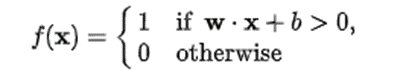 f(x) = { 1 if w · x + b > 0,
0 otherwise